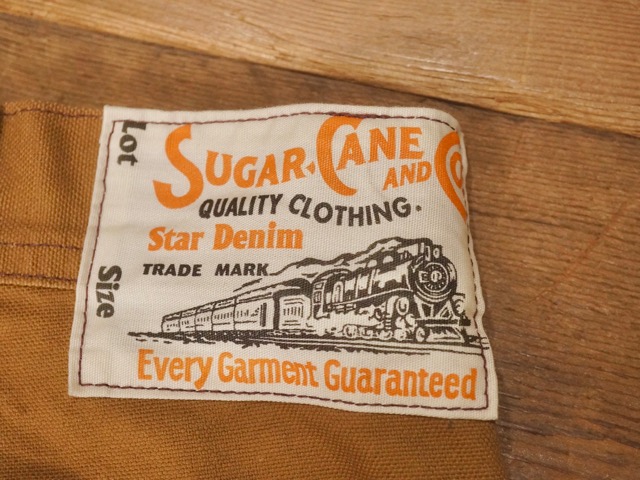 Lot
Size
SUGAR CANE AND CO
QUALITY CLOTHING.
Star Denim
TRADE MARK
Every Garment Guaranteed